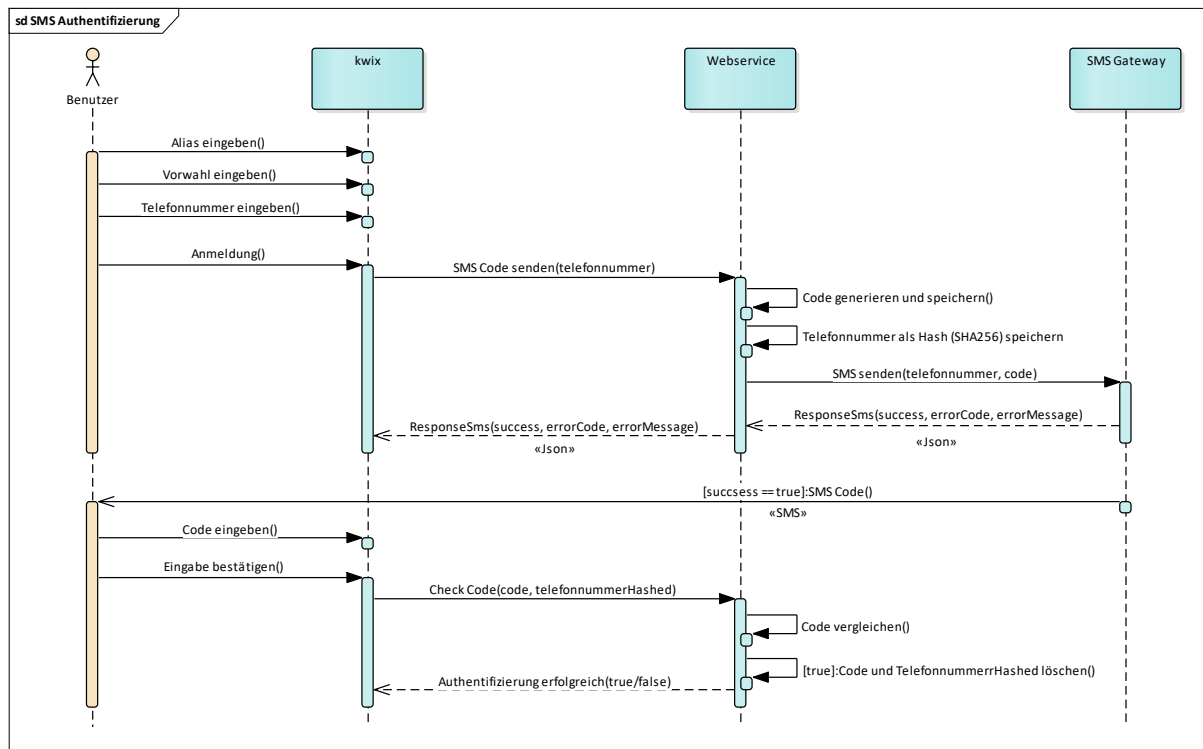 sd SMS Authentifizierung
Benutzer
kwix
Webservice
SMS Gateway
Alias eingeben()
Vorwahl eingeben()
Telefonnummer eingeben()
Anmeldung()
SMS Code senden(telefonnummer)
Code generieren und speichern()
Telefonnummer als Hash (SHA256) speichern
SMS senden(telefonnummer, code)
ResponseSms(success, errorCode, errorMessage)
«Json»
ResponseSms(success, errorCode, errorMessage)
«Json»
[succsess == true]:SMS Code()
«SMS»
Code eingeben()
Eingabe bestätigen()
Check Code(code, telefonnummerHashed)
Code vergleichen()
[true]:Code und TelefonnummerrHashed löschen()
Authentifizierung erfolgreich(true/false)